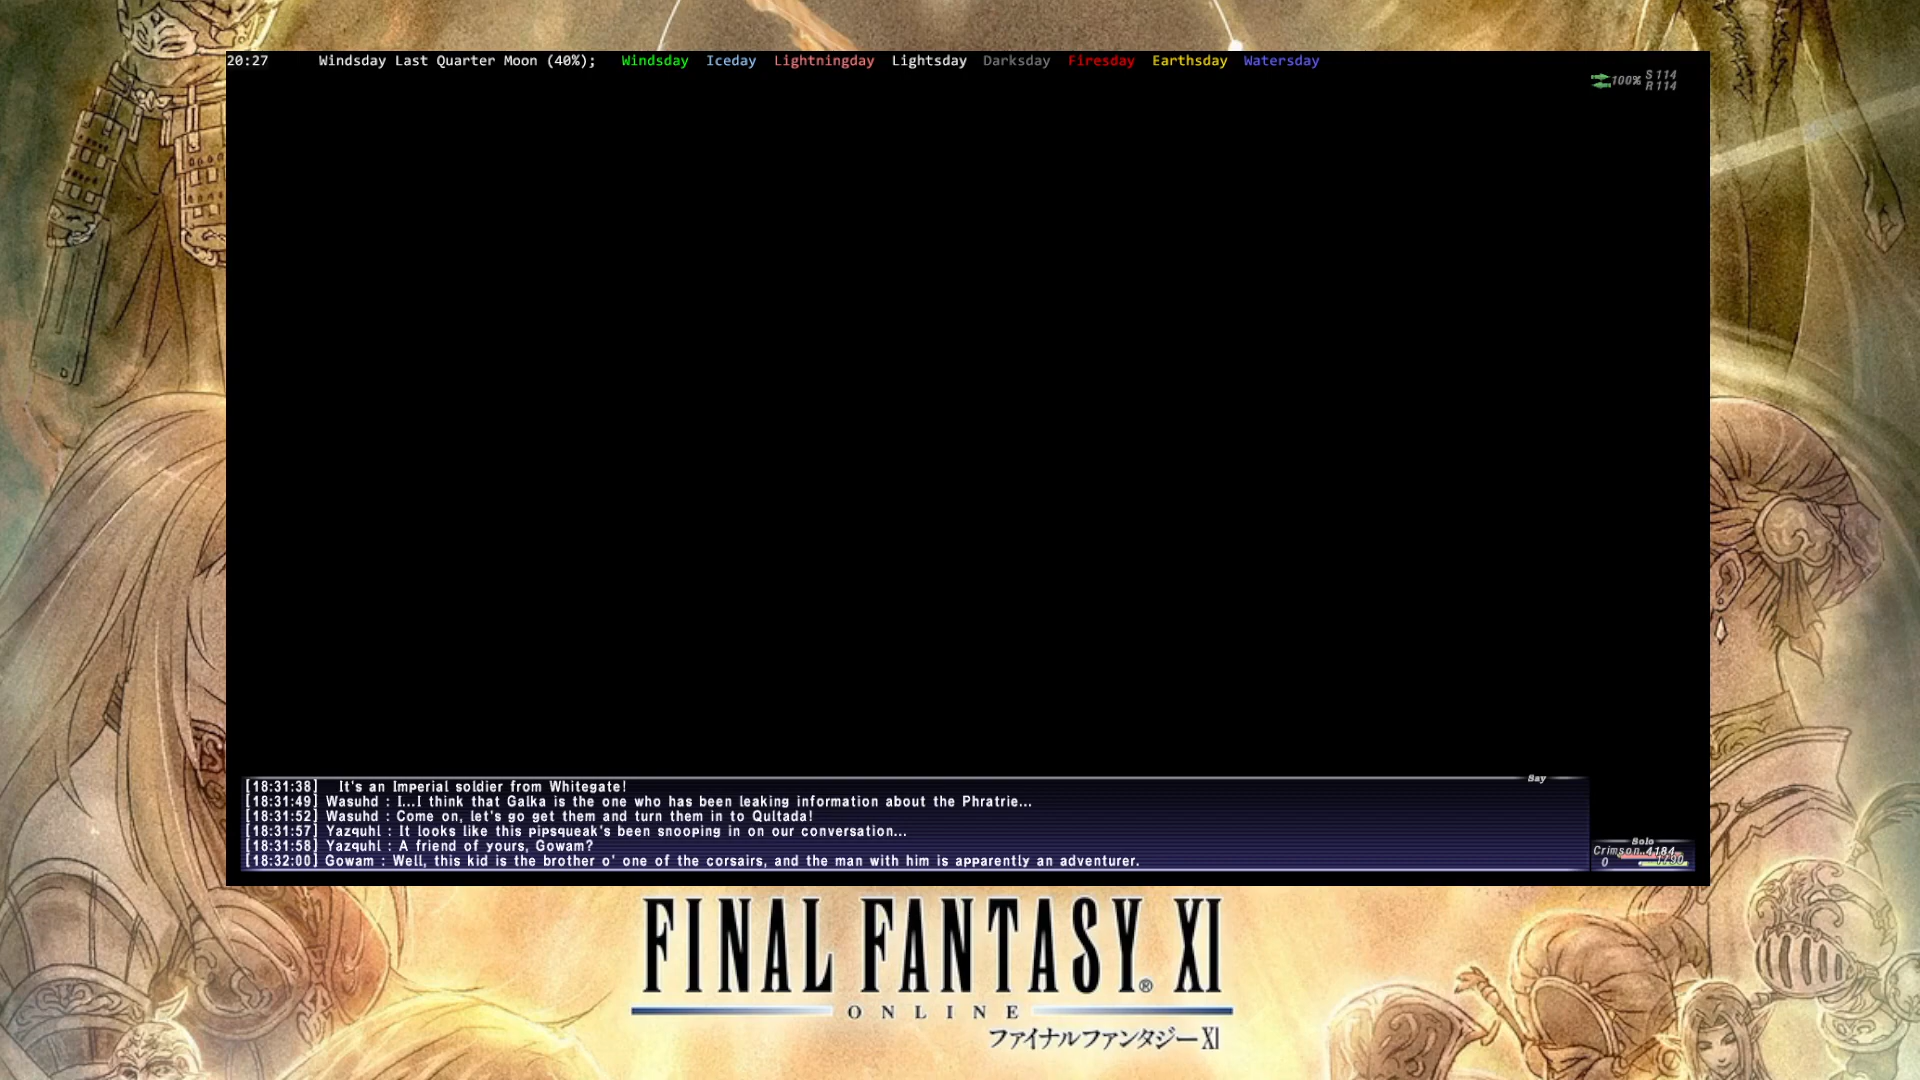 20:27 Windsday Last Quarter Moon (40%); Windsday Iceday Lightningday Lightsday Darksday Firesday Earthsday Watersday
100% S 114
R 114
Say
[18:31:38] It's an Imperial soldier from Whitegate!
[18:31:49] Wasuhd : I...I think that Galka is the one who has been leaking information about the Phratrie...
[18:31:52] Wasuhd : Come on, let's go get them and turn them in to Qultada!
[18:31:57] Yazquhl : It looks like this pipsqueak's been snooping in on our conversation...
[18:31:58] Yazquhl : A friend of yours, Gowam?
[18:32:00] Gowam : Well, this kid is the brother o' one of the corsairs, and the man with him is apparently an adventurer.
Solo
Crimson.. 4184
0 1790
FINAL FANTASY® XI
ONLINE
ファイナルファンタジーXI